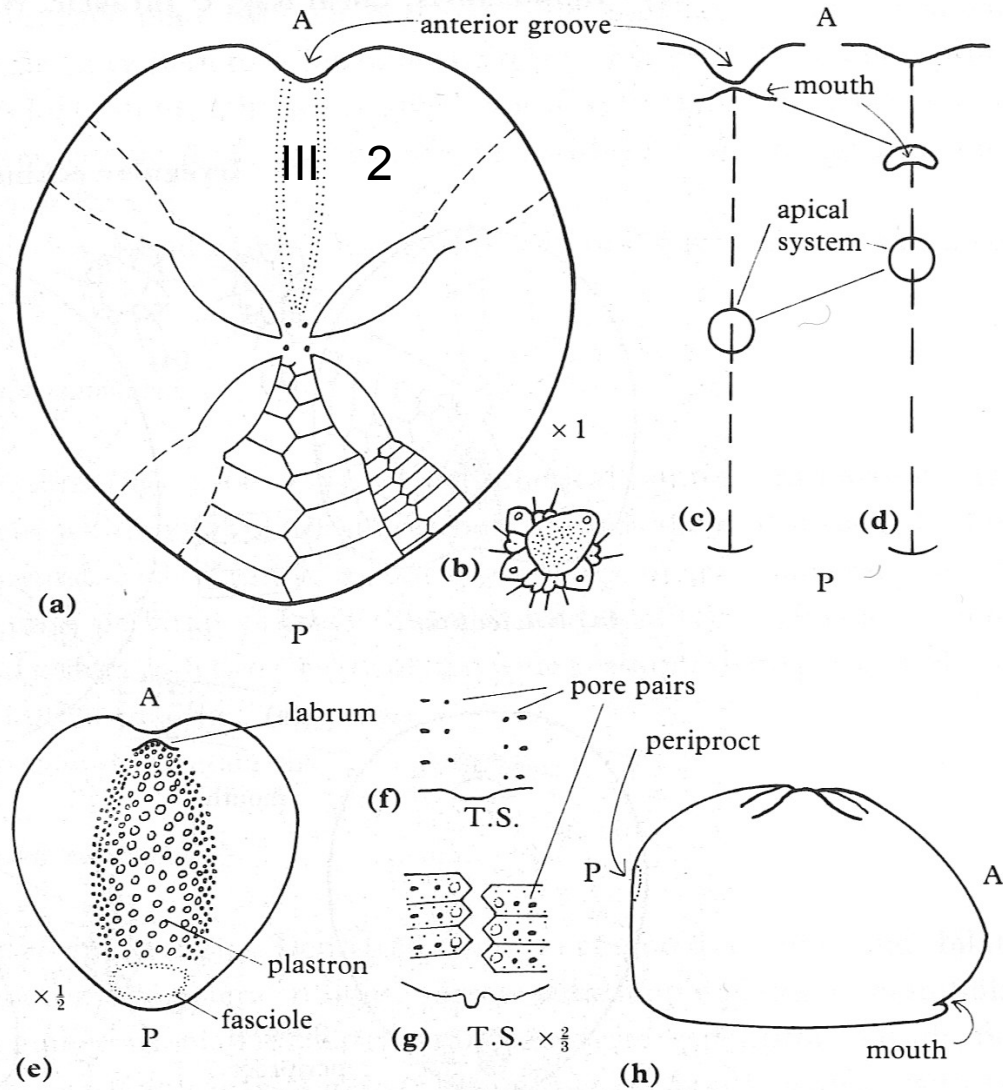 A
anterior groove
A
III
2
mouth
apical
system
× 1
(a)
(b)
(c)
(d)
P
P
A
labrum
pore pairs
periproct
(f)
T.S.
P
A
plastron
× 1/2
fasciole
P
(e)
(g)
T.S. × 2/3
mouth
(h)